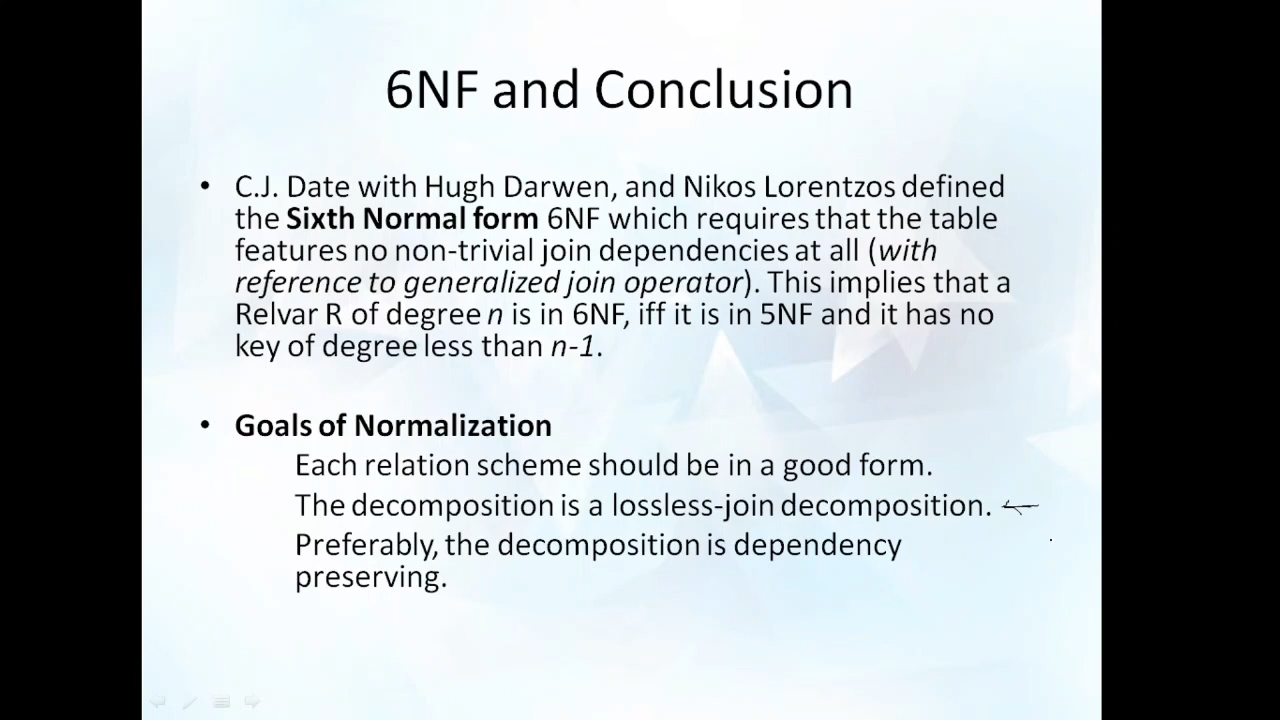 6NF and Conclusion
• C.J. Date with Hugh Darwen, and Nikos Lorentzos defined
the Sixth Normal form 6NF which requires that the table
features no non-trivial join dependencies at all (with
reference to generalized join operator). This implies that a
Relvar R of degree n is in 6NF, iff it is in 5NF and it has no
key of degree less than n-1.
• Goals of Normalization
Each relation scheme should be in a good form.
The decomposition is a lossless-join decomposition.
Preferably, the decomposition is dependency
preserving.